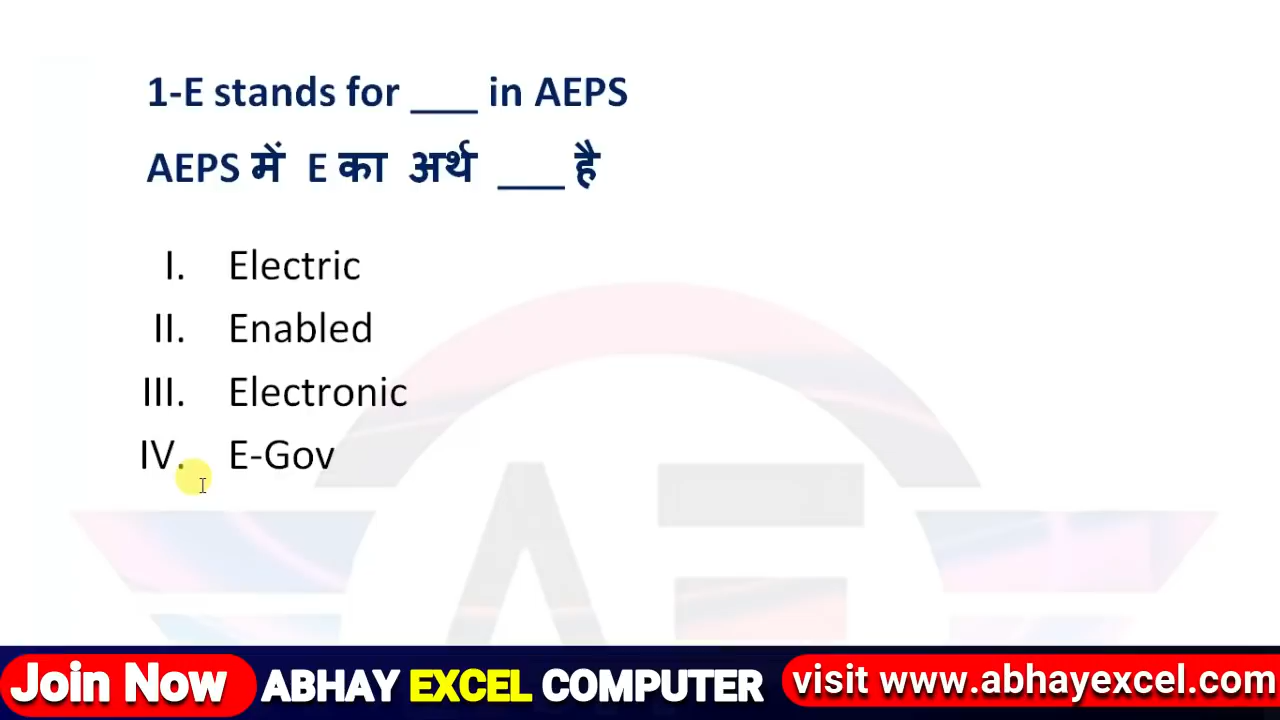 1-E stands for ___ in AEPS
AEPS में E का अर्थ ___ है
I. Electric
II. Enabled
III. Electronic
IV. E-Gov
AE
Join Now ABHAY EXCEL COMPUTER visit www.abhayexcel.com